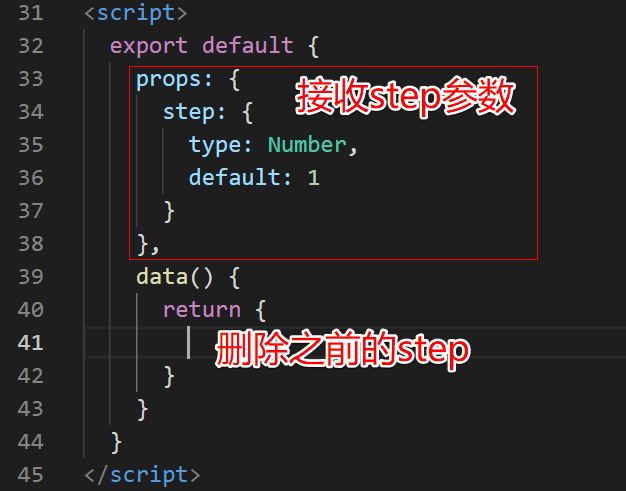 31 <script>
32 export default {
33 props: {
接收step参数
34 step: {
35 type: Number,
36 default: 1
37 }
38 },
39 data() {
40 return {
41 删除之前的step
42 }
43 }
44 }
45 </script>